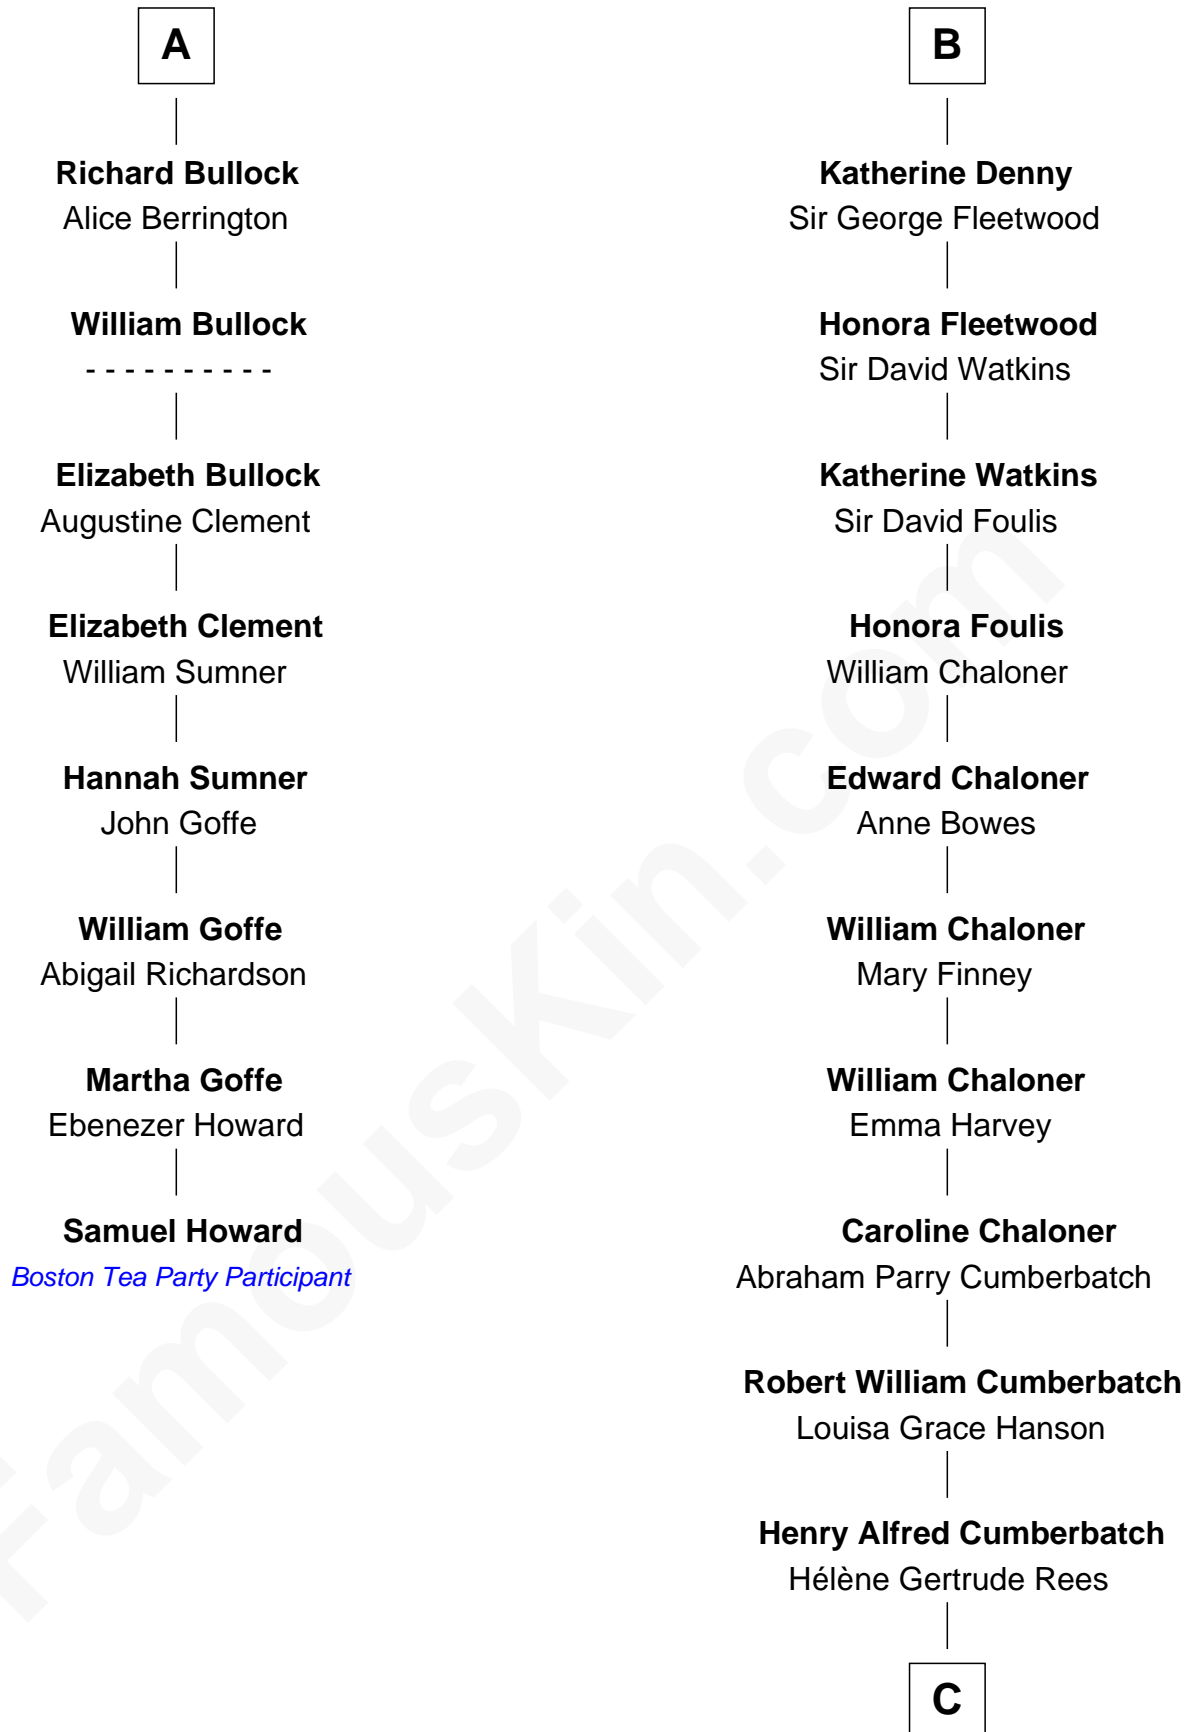 A
Richard Bullock
Alice Berrington
William Bullock
- - - - - - - - - -
Elizabeth Bullock
Augustine Clement
Elizabeth Clement
William Sumner
Hannah Sumner
John Goffe
William Goffe
Abigail Richardson
Martha Goffe
Ebenezer Howard
Samuel Howard
Boston Tea Party Participant
B
Katherine Denny
Sir George Fleetwood
Honora Fleetwood
Sir David Watkins
Katherine Watkins
Sir David Foulis
Honora Foulis
William Chaloner
Edward Chaloner
Anne Bowes
William Chaloner
Mary Finney
William Chaloner
Emma Harvey
Caroline Chaloner
Abraham Parry Cumberbatch
Robert William Cumberbatch
Louisa Grace Hanson
Henry Alfred Cumberbatch
Hélène Gertrude Rees
C
FamousKin.com